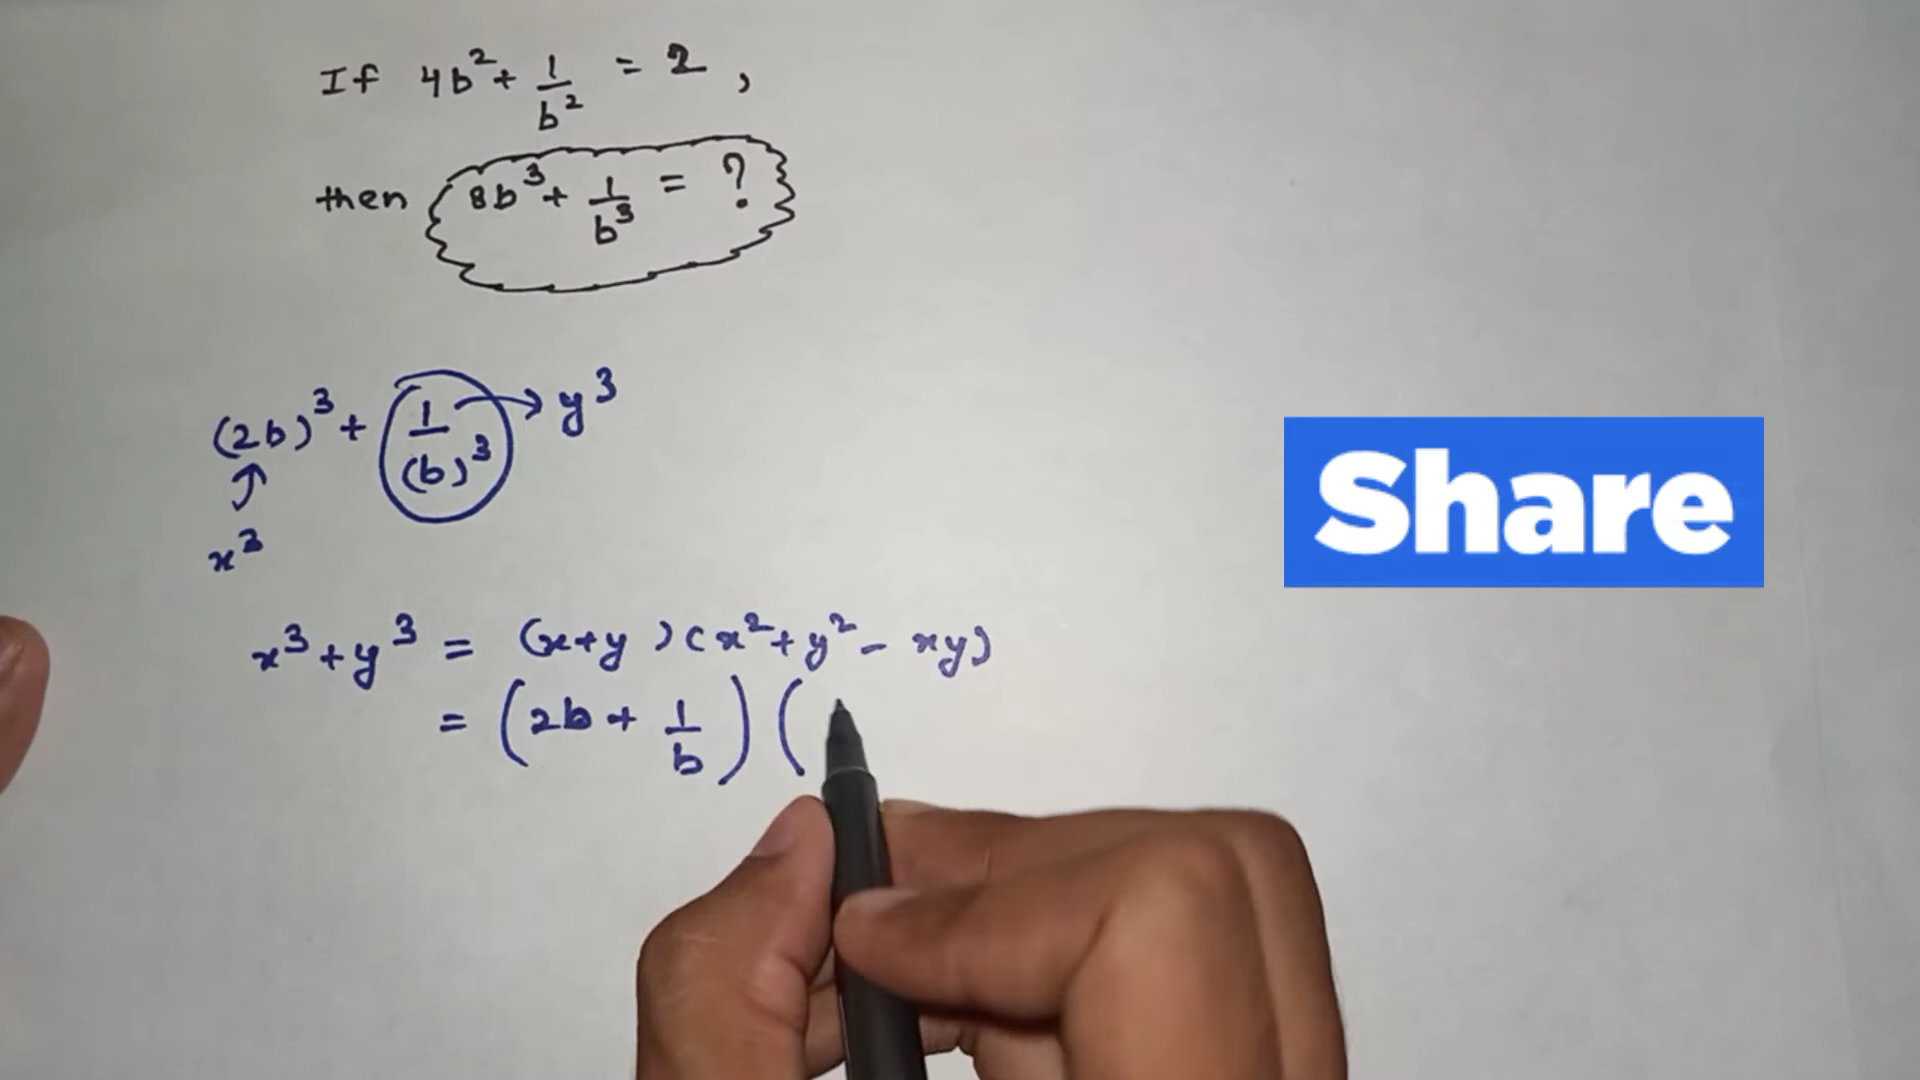 If 4b² + 1/b² = 2 ,
then 8b³ + 1/b³ = ?
(2b)³ + 1/(b)³ → y³
x³
Share
x³ + y³ = (x+y)(x²+y² - xy)
= (2b + 1/b) (